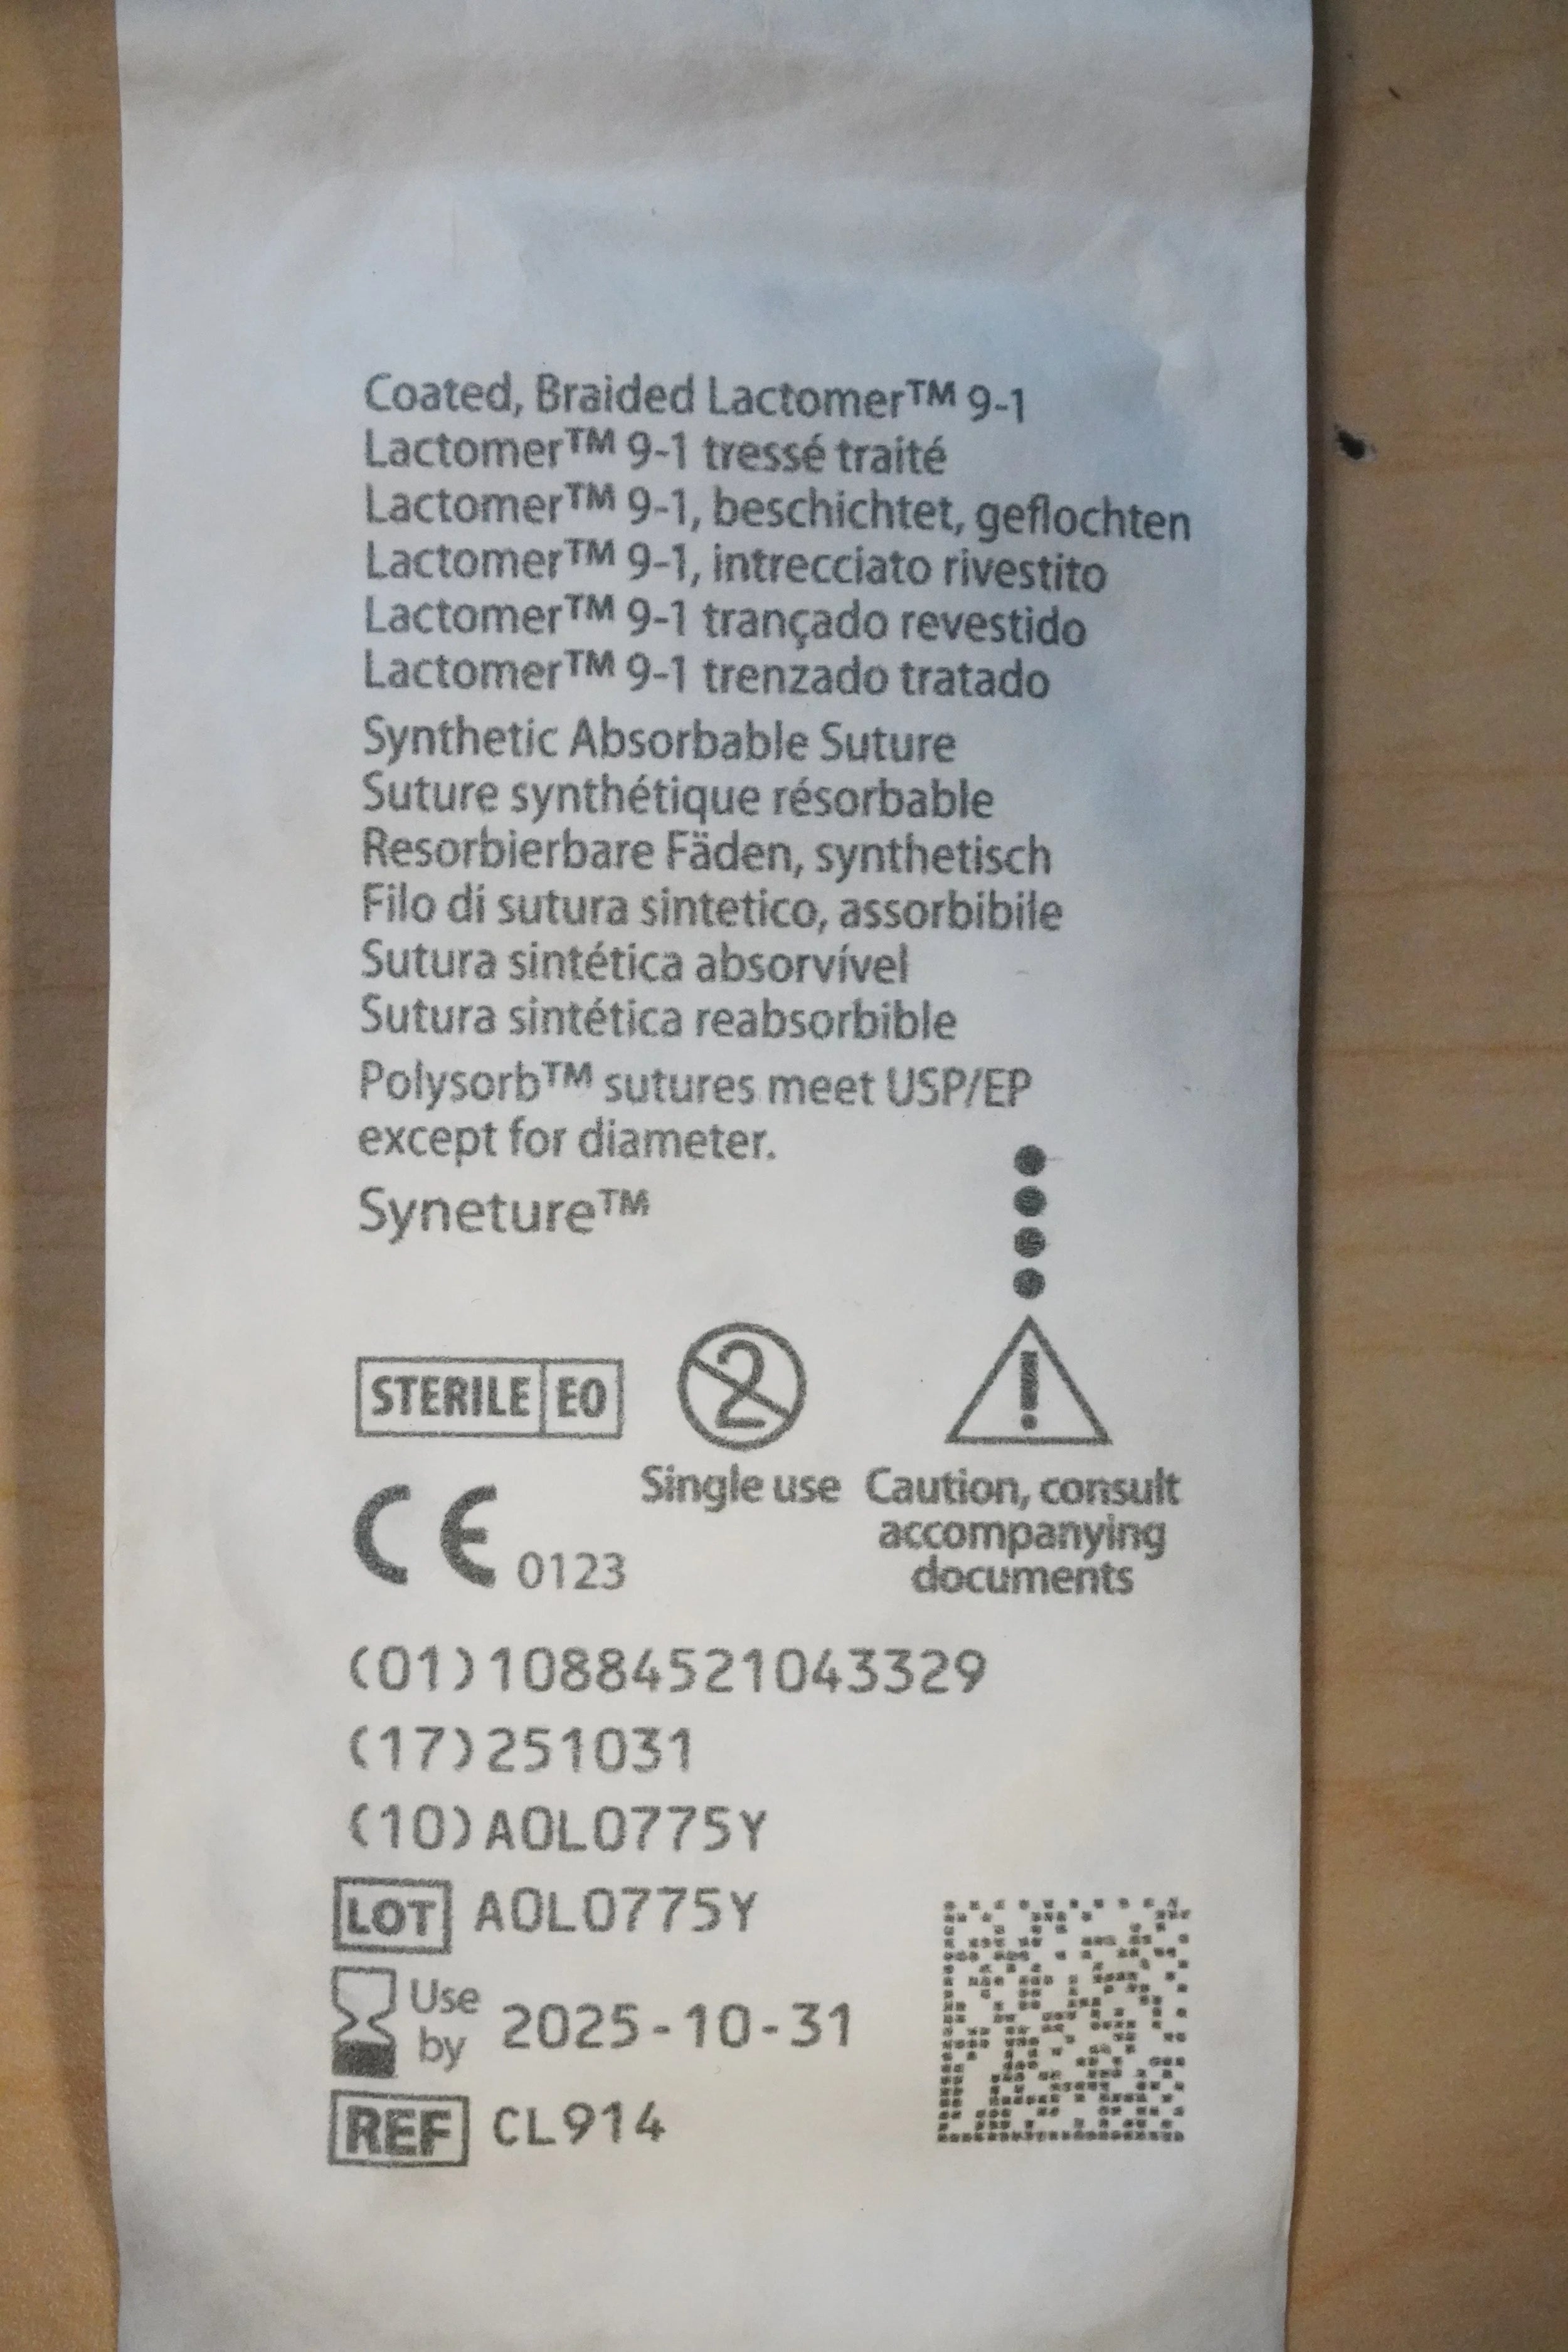 Coated, Braided Lactomer™ 9-1
Lactomer™ 9-1 tressé traité
Lactomer™ 9-1, beschichtet, geflochten
Lactomer™ 9-1, intrecciato rivestito
Lactomer™ 9-1 trançado revestido
Lactomer™ 9-1 trenzado tratado
Synthetic Absorbable Suture
Suture synthétique résorbable
Resorbierbare Fäden, synthetisch
Filo di sutura sintetico, assorbibile
Sutura sintética absorvível
Sutura sintética reabsorbible
Polysorb™ sutures meet USP/EP
except for diameter.
Syneture™
STERILE EO
2
!
Single use
Caution, consult
accompanying
documents
CE 0123
(01)10884521043329
(17)251031
(10)A0L0775Y
LOT A0L0775Y
Use
by 2025-10-31
REF CL914